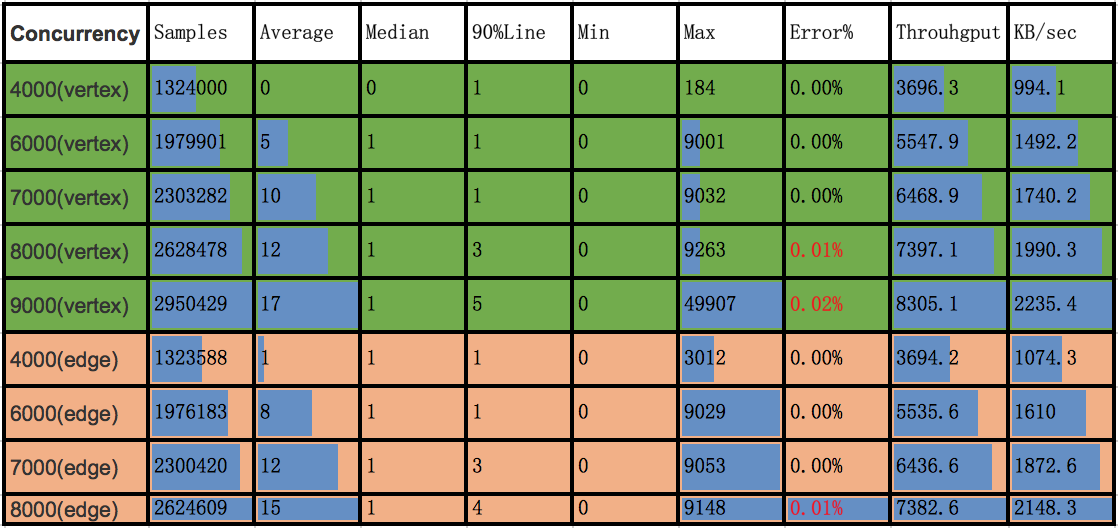 Concurrency Samples Average Median 90%Line Min Max Error% Throuhgput KB/sec
4000(vertex) 1324000 0 0 1 0 184 0.00% 3696.3 994.1
6000(vertex) 1979901 5 1 1 0 9001 0.00% 5547.9 1492.2
7000(vertex) 2303282 10 1 1 0 9032 0.00% 6468.9 1740.2
8000(vertex) 2628478 12 1 3 0 9263 0.01% 7397.1 1990.3
9000(vertex) 2950429 17 1 5 0 49907 0.02% 8305.1 2235.4
4000(edge) 1323588 1 1 1 0 3012 0.00% 3694.2 1074.3
6000(edge) 1976183 8 1 1 0 9029 0.00% 5535.6 1610
7000(edge) 2300420 12 1 3 0 9053 0.00% 6436.6 1872.6
8000(edge) 2624609 15 1 4 0 9148 0.01% 7382.6 2148.3